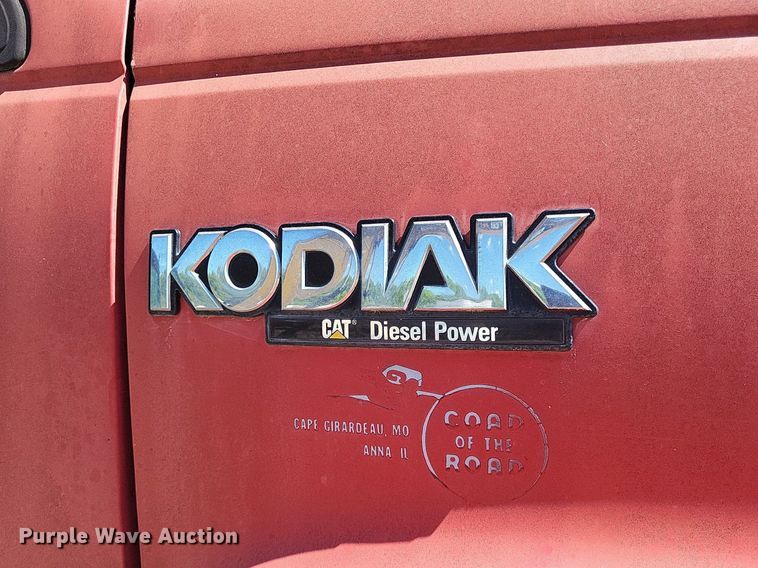 KODIAK
CAT® Diesel Power
CAPE GIRARDEAU, MO
ANNA IL
COAD
OF THE
ROAD
Purple Wave Auction